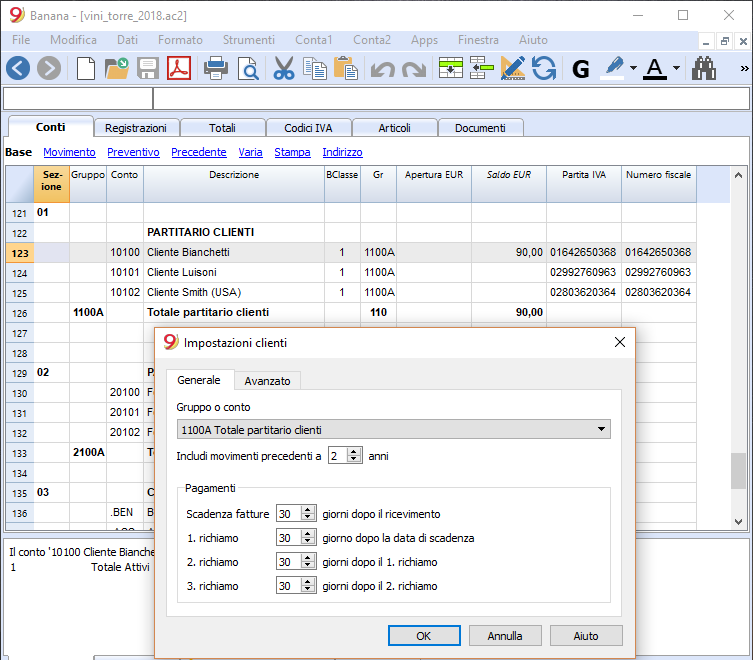 Banana - [vini_torre_2018.ac2]
File Modifica Dati Formato Strumenti Conta1 Conta2 Apps Finestra Aiuto
G A »
Conti Registrazioni Totali Codici IVA Articoli Documenti
Base Movimento Preventivo Precedente Varia Stampa Indirizzo
Sez-
ione Gruppo Conto Descrizione BClasse Gr Apertura EUR Saldo EUR Partita IVA Numero fiscale
121 01
122 PARTITARIO CLIENTI
123 10100 Cliente Bianchetti 1 1100A 90,00 01642650368 01642650368
124 10101 Cliente Luisoni 1 1100A 02992760963 02992760963
125 10102 Cliente Smith (USA) 1 1100A 02803620364 02803620364
126 1100A Totale partitario clienti 110 90,00
127
128
129 02
130 20100
131 20101
132 20102
133 2100A
134
135 03
136 .BEN
Il conto '10100 Cliente Bianche
1 Totale Attivi
Impostazioni clienti
Generale Avanzato
Gruppo o conto
1100A Totale partitario clienti
Includi movimenti precedenti a 2 anni
Pagamenti
Scadenza fatture 30 giorni dopo il ricevimento
1. richiamo 30 giorno dopo la data di scadenza
2. richiamo 30 giorni dopo il 1. richiamo
3. richiamo 30 giorni dopo il 2. richiamo
OK Annulla Aiuto